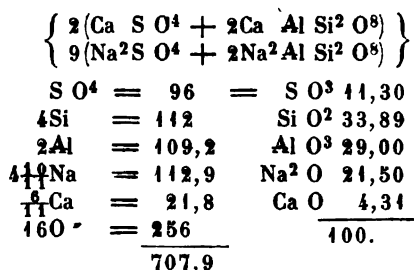 2(Ca S O⁴ + 2Ca Al Si² O⁸)
9(Na² S O⁴ + 2Na² Al Si² O⁸)
S O⁴ = 96 = S O³ 11,30
4Si = 112 Si O² 33,89
2Al = 109,2 Al O³ 29,00
4 10/11 Na = 112,9 Na² O 21,50
6/11 Ca = 21,8 Ca O 4,31
16O = 256 100.
707,9